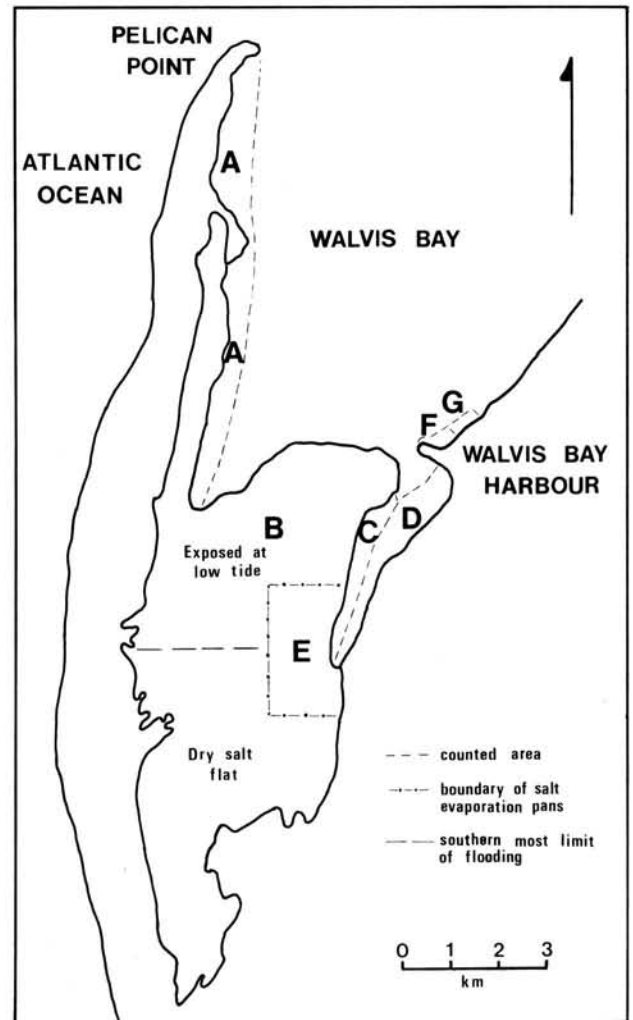 PELICAN
POINT
ATLANTIC
OCEAN
A
WALVIS BAY
A
G
F
WALVIS BAY
HARBOUR
B
C
D
Exposed at
low tide
E
Dry salt
flat
counted area
boundary of salt
evaporation pans
southern most limit
of flooding
0 1 2 3
km